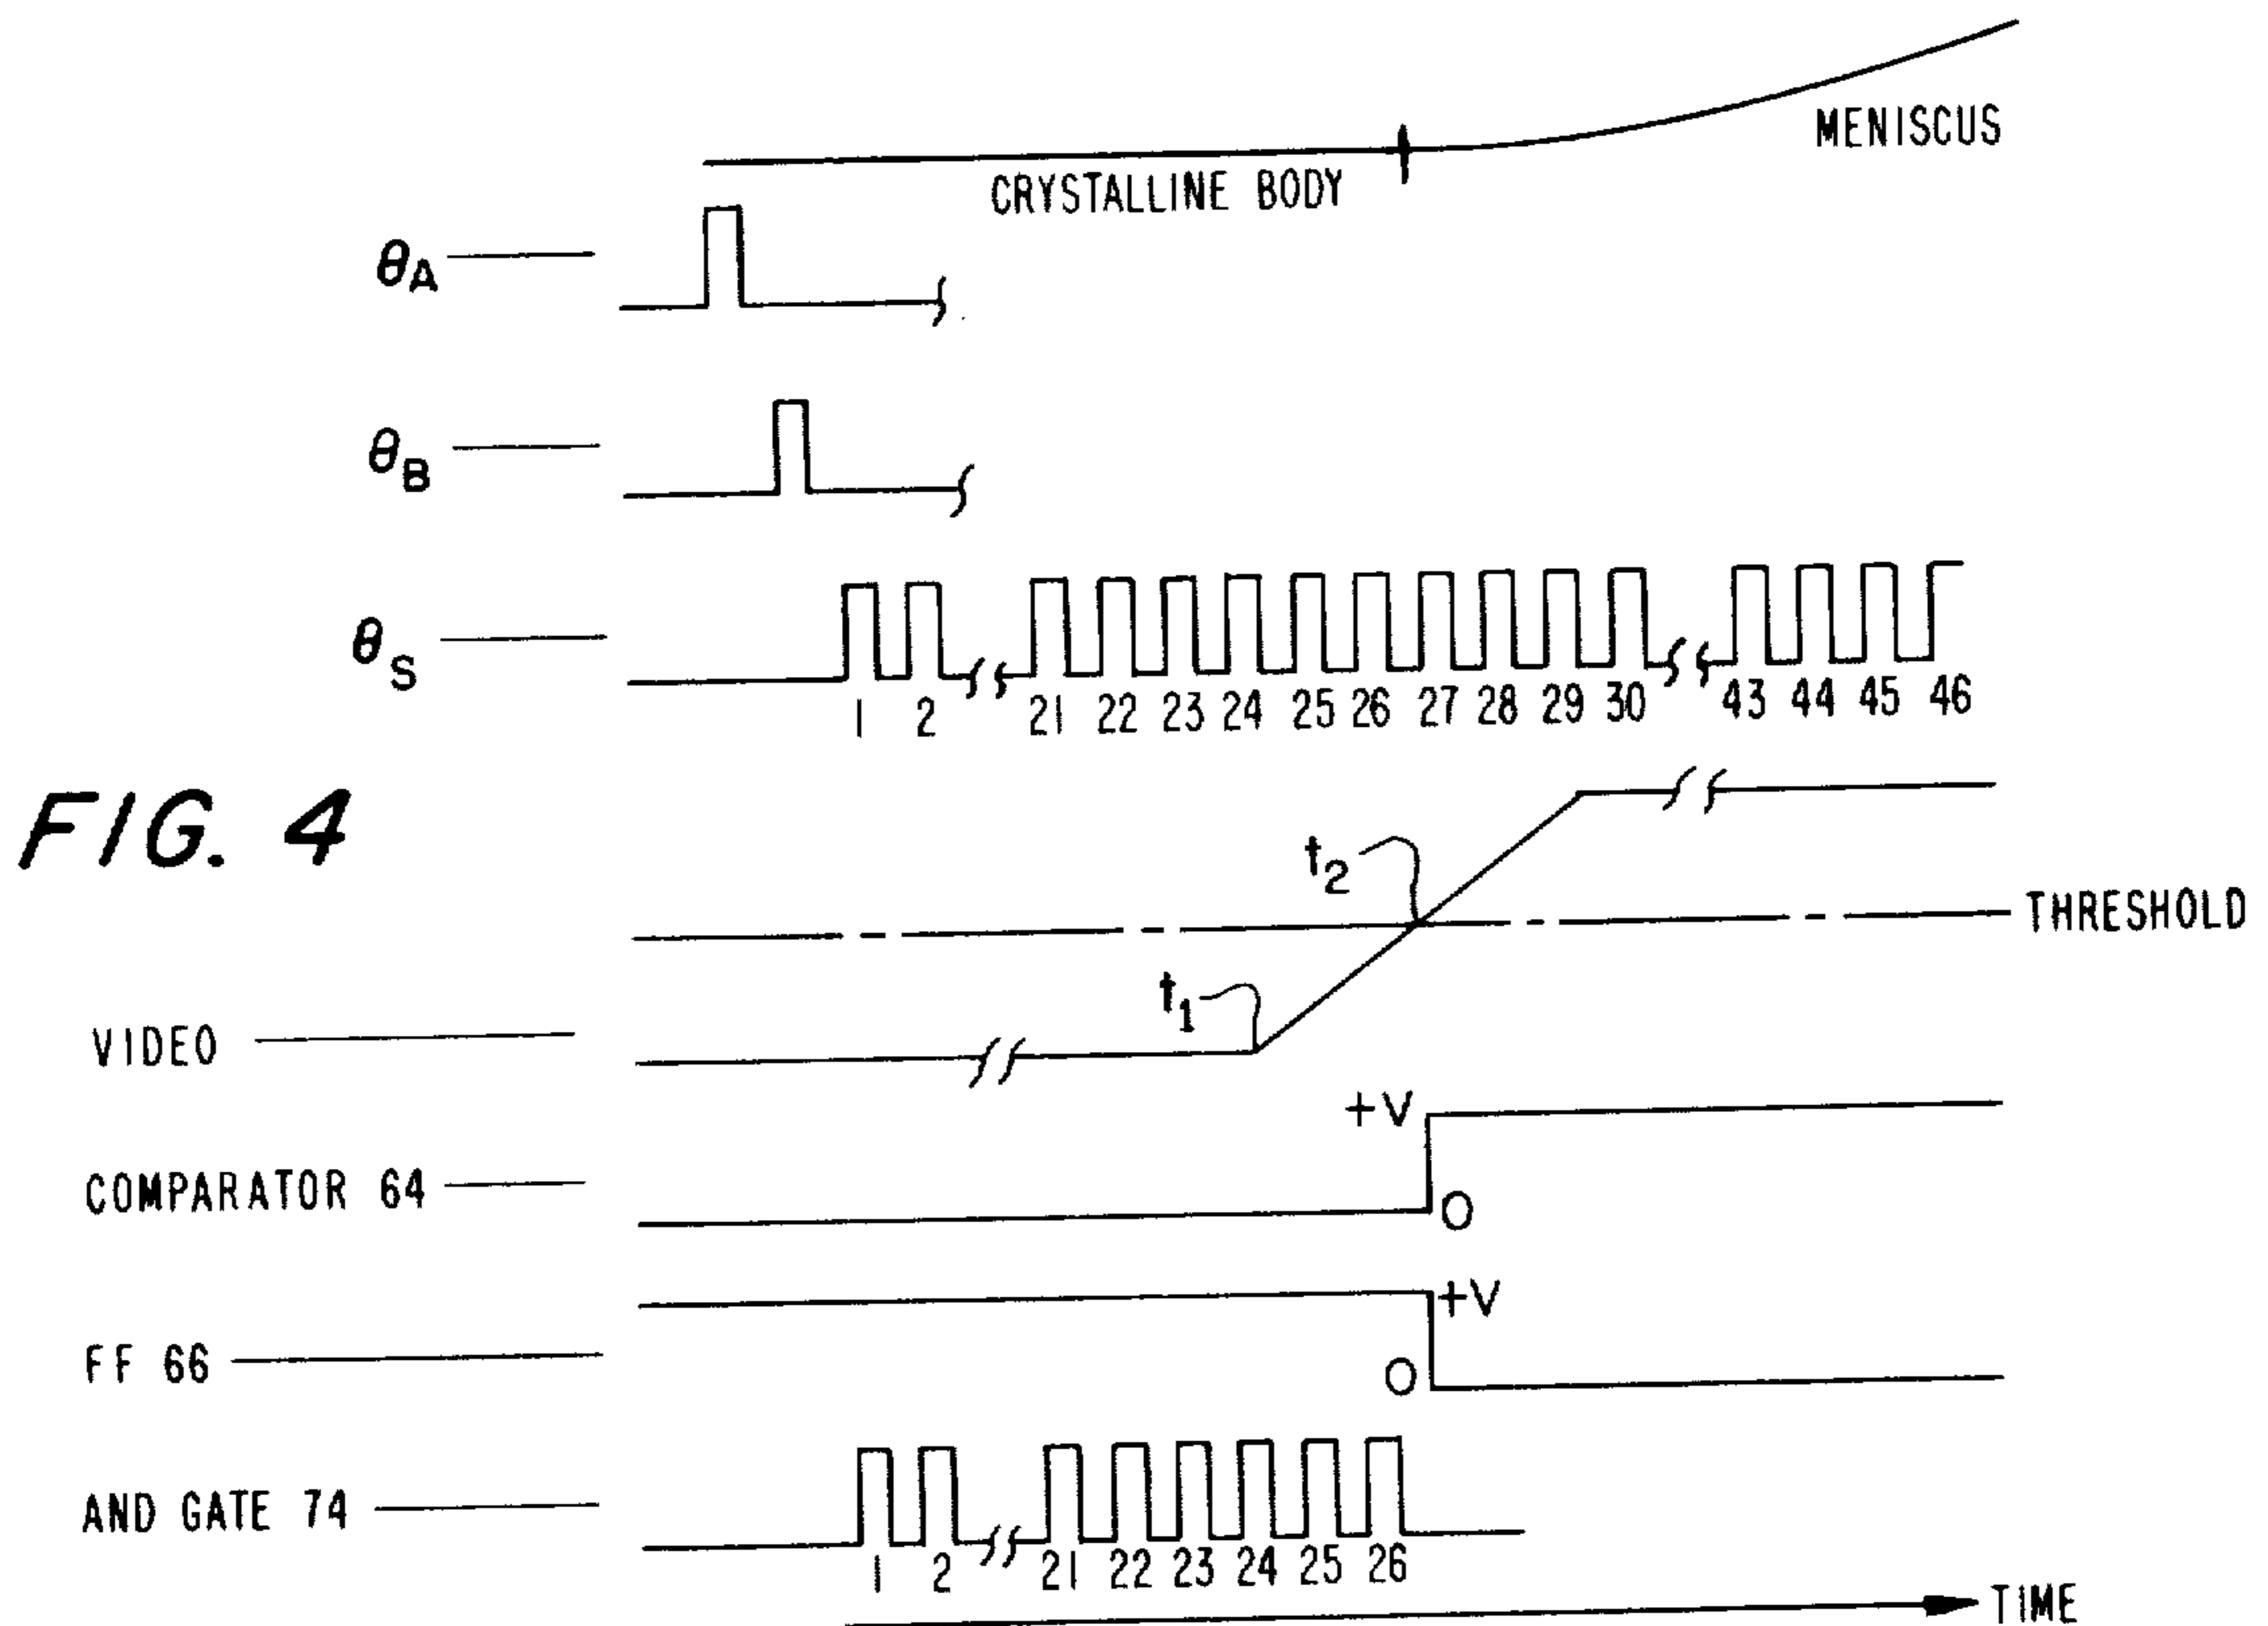 MENISCUS
CRYSTALLINE BODY
θA
θB
θS
1 2 21 22 23 24 25 26 27 28 29 30 43 44 45 46
FIG. 4
t2
THRESHOLD
t1
VIDEO
+V
COMPARATOR 64
O
+V
FF 66
O
AND GATE 74
1 2 21 22 23 24 25 26
TIME